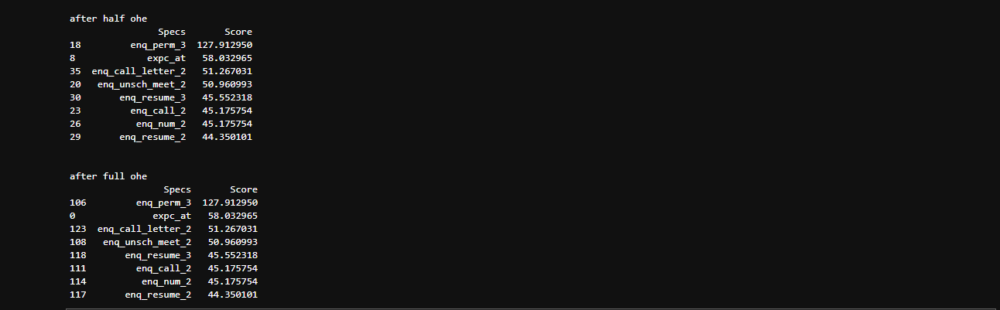 after half ohe
Specs Score
18 enq_perm_3 127.912950
8 expc_at 58.032965
35 enq_call_letter_2 51.267031
20 enq_unsch_meet_2 50.960993
30 enq_resume_3 45.552318
23 enq_call_2 45.175754
26 enq_num_2 45.175754
29 enq_resume_2 44.350101
after full ohe
Specs Score
106 enq_perm_3 127.912950
0 expc_at 58.032965
123 enq_call_letter_2 51.267031
108 enq_unsch_meet_2 50.960993
118 enq_resume_3 45.552318
111 enq_call_2 45.175754
114 enq_num_2 45.175754
117 enq_resume_2 44.350101